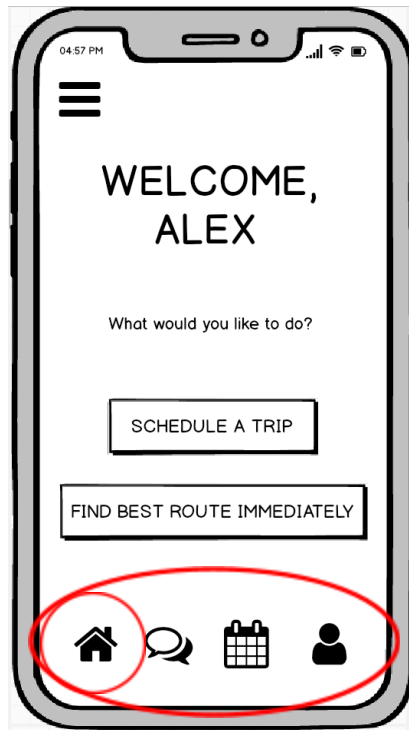 04:57 PM
WELCOME,
ALEX
What would you like to do?
SCHEDULE A TRIP
FIND BEST ROUTE IMMEDIATELY